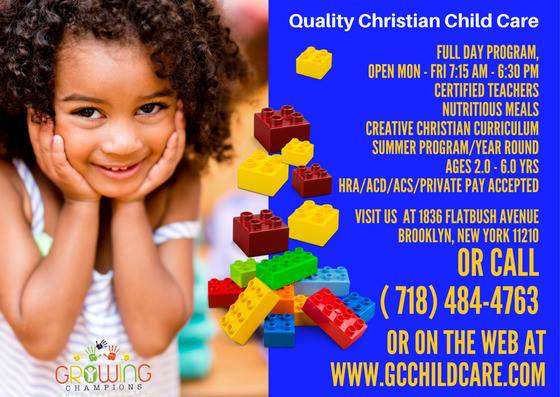 Quality Christian Child Care
FULL DAY PROGRAM,
OPEN MON - FRI 7:15 AM - 6:30 PM
CERTIFIED TEACHERS
NUTRITIOUS MEALS
CREATIVE CHRISTIAN CURRICULUM
SUMMER PROGRAM/YEAR ROUND
AGES 2.0 - 6.0 YRS
HRA/ACD/ACS/PRIVATE PAY ACCEPTED
VISIT US AT 1836 FLATBUSH AVENUE
BROOKLYN, NEW YORK 11210
OR CALL
( 718) 484-4763
OR ON THE WEB AT
WWW.GCCHILDCARE.COM
GROWING
CHAMPIONS